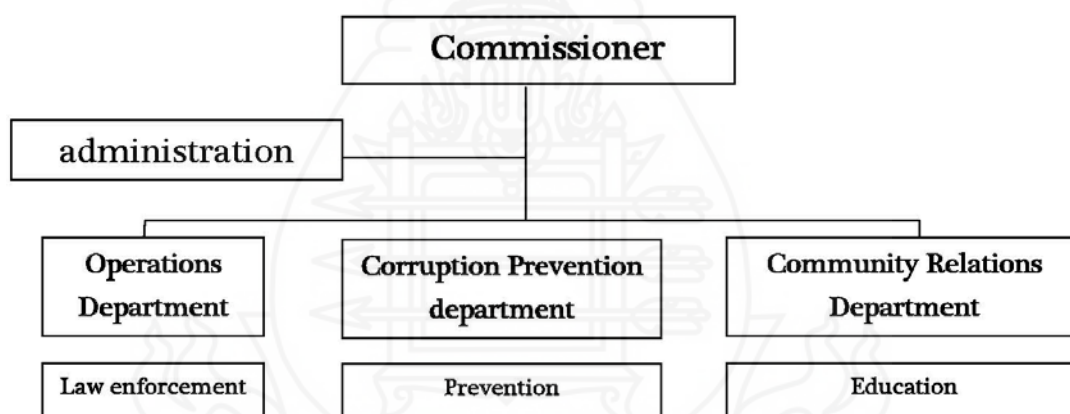 Commissioner
administration
Operations
Department
Corruption Prevention
department
Community Relations
Department
Law enforcement
Prevention
Education